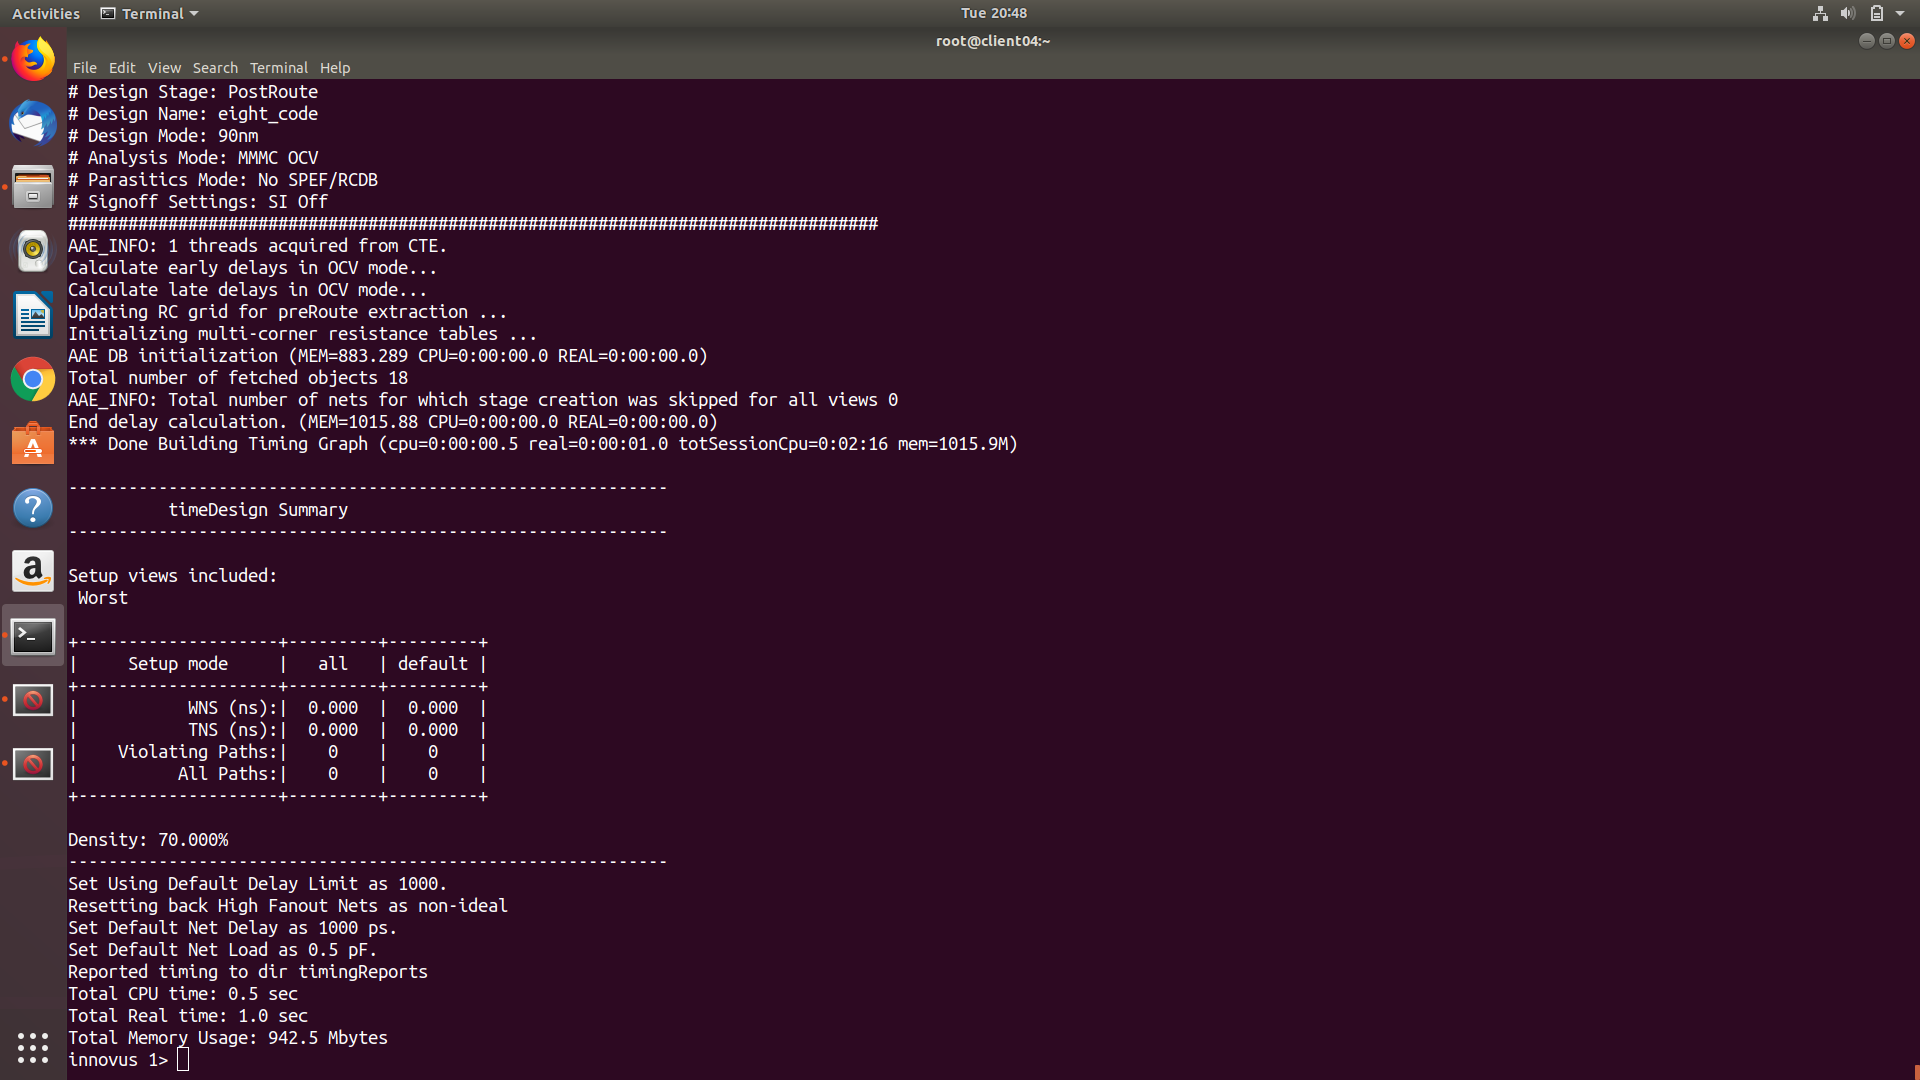 Activities Terminal Tue 20:48
root@client04:~
File Edit View Search Terminal Help
# Design Stage: PostRoute
# Design Name: eight_code
# Design Mode: 90nm
# Analysis Mode: MMMC OCV
# Parasitics Mode: No SPEF/RCDB
# Signoff Settings: SI Off
#################################################################################
AAE_INFO: 1 threads acquired from CTE.
Calculate early delays in OCV mode...
Calculate late delays in OCV mode...
Updating RC grid for preRoute extraction ...
Initializing multi-corner resistance tables ...
AAE DB initialization (MEM=883.289 CPU=0:00:00.0 REAL=0:00:00.0)
Total number of fetched objects 18
AAE_INFO: Total number of nets for which stage creation was skipped for all views 0
End delay calculation. (MEM=1015.88 CPU=0:00:00.0 REAL=0:00:00.0)
*** Done Building Timing Graph (cpu=0:00:00.5 real=0:00:01.0 totSessionCpu=0:02:16 mem=1015.9M)
------------------------------------------------------------
          timeDesign Summary
------------------------------------------------------------
Setup views included:
 Worst
+--------------------+---------+---------+
|     Setup mode     |   all   | default |
+--------------------+---------+---------+
|           WNS (ns):|  0.000  |  0.000  |
|           TNS (ns):|  0.000  |  0.000  |
|    Violating Paths:|    0    |    0    |
|          All Paths:|    0    |    0    |
+--------------------+---------+---------+
Density: 70.000%
------------------------------------------------------------
Set Using Default Delay Limit as 1000.
Resetting back High Fanout Nets as non-ideal
Set Default Net Delay as 1000 ps.
Set Default Net Load as 0.5 pF.
Reported timing to dir timingReports
Total CPU time: 0.5 sec
Total Real time: 1.0 sec
Total Memory Usage: 942.5 Mbytes
innovus 1>